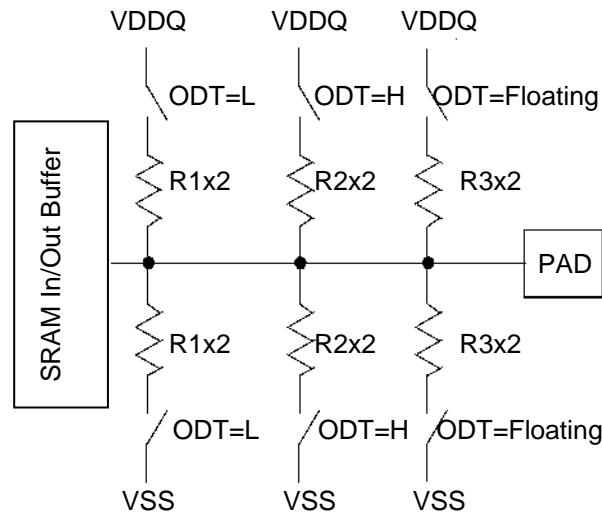 VDDQ VDDQ VDDQ
ODT=L ODT=H ODT=Floating
R1x2 R2x2 R3x2
SRAM In/Out Buffer
PAD
R1x2 R2x2 R3x2
ODT=L ODT=H ODT=Floating
VSS VSS VSS